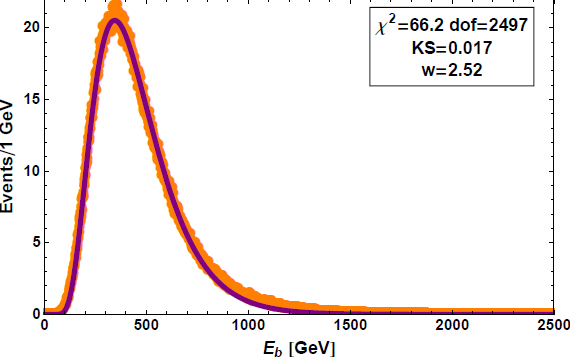 χ²=66.2 dof=2497
KS=0.017
w=2.52
Events/1 GeV
20
15
10
5
0
0 500 1000 1500 2000 2500
E_b [GeV]